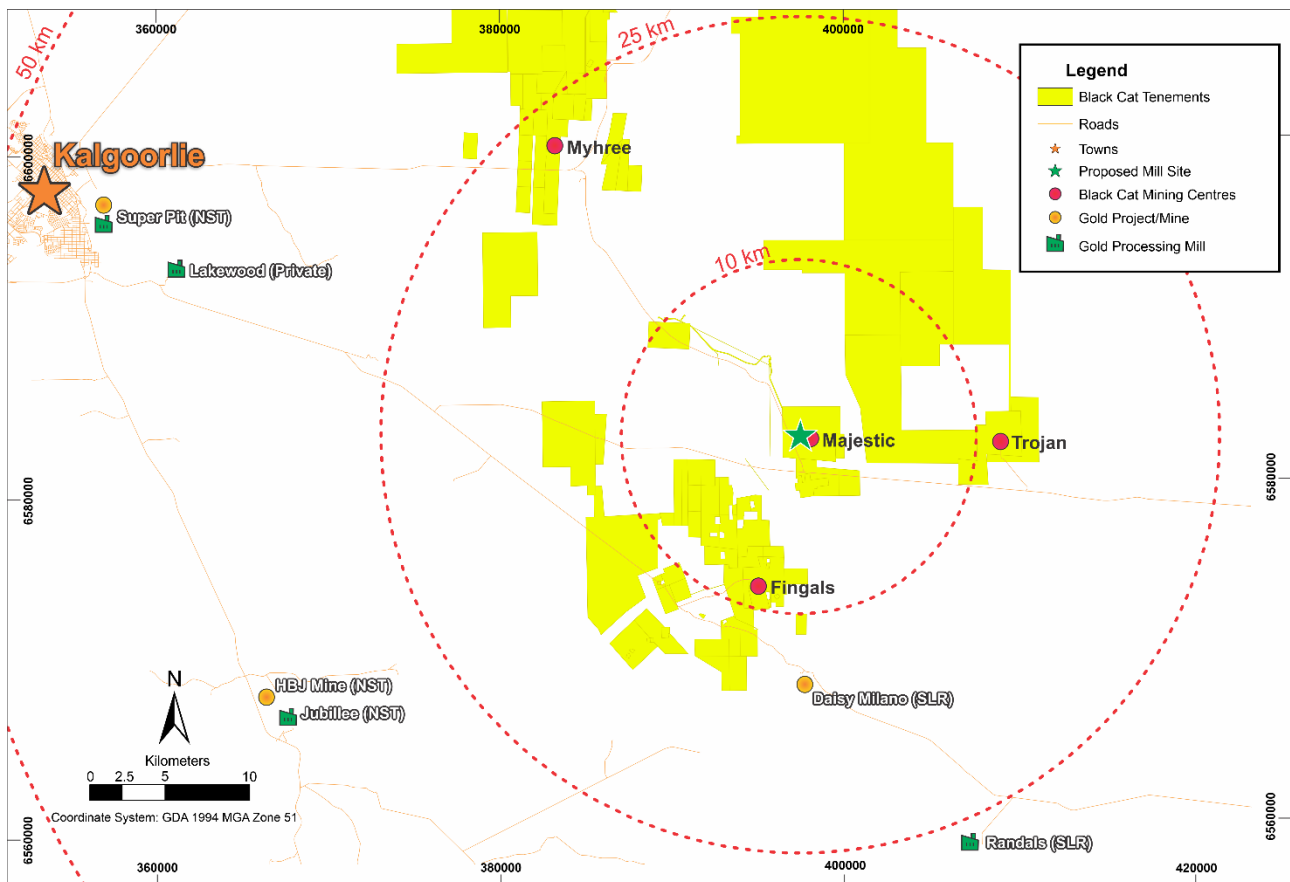 360000
380000
400000
50 km
25 km
Legend
Black Cat Tenements
Roads
Towns
Proposed Mill Site
Black Cat Mining Centres
Gold Project/Mine
Gold Processing Mill
6600000
Kalgoorlie
Myhree
Super Pit (NST)
Lakewood (Private)
10 km
Majestic
Trojan
6580000
6580000
Fingals
HBJ Mine (NST)
Jubillee (NST)
Daisy Milano (SLR)
N
Kilometers
0 2.5 5 10
Coordinate System: GDA 1994 MGA Zone 51
6560000
6560000
Randals (SLR)
360000
380000
400000
420000